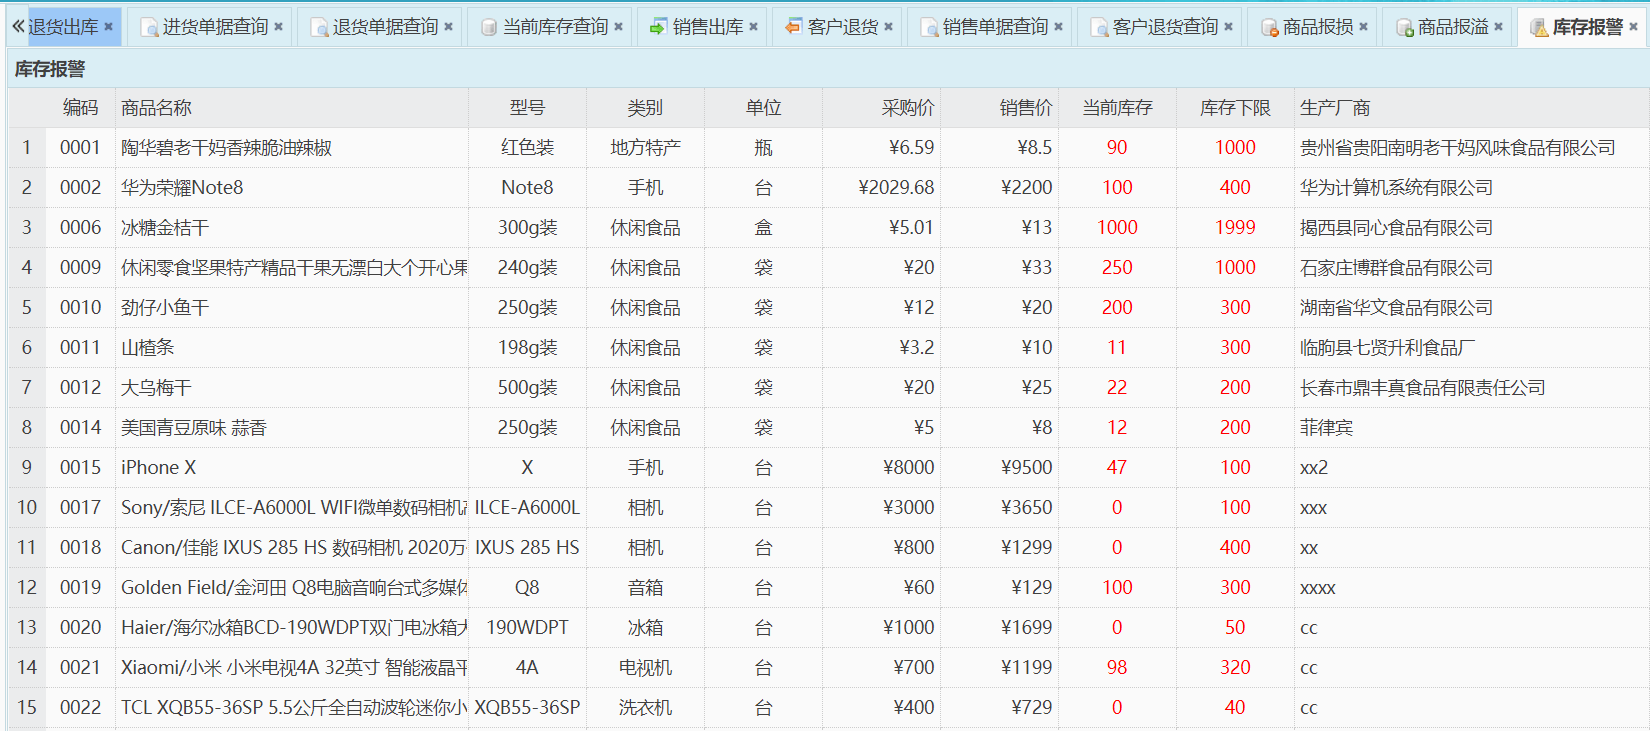 退货出库 进货单据查询 退货单据查询 当前库存查询 销售出库 客户退货 销售单据查询 客户退货查询 商品报损 商品报溢 库存报警
库存报警
编码 商品名称 型号 类别 单位 采购价 销售价 当前库存 库存下限 生产厂商
1 0001 陶华碧老干妈香辣脆油辣椒 红色装 地方特产 瓶 ¥6.59 ¥8.5 90 1000 贵州省贵阳南明老干妈风味食品有限公司
2 0002 华为荣耀Note8 Note8 手机 台 ¥2029.68 ¥2200 100 400 华为计算机系统有限公司
3 0006 冰糖金桔干 300g装 休闲食品 盒 ¥5.01 ¥13 1000 1999 揭西县同心食品有限公司
4 0009 休闲零食坚果特产精品干果无漂白大个开心果 240g装 休闲食品 袋 ¥20 ¥33 250 1000 石家庄博群食品有限公司
5 0010 劲仔小鱼干 250g装 休闲食品 袋 ¥12 ¥20 200 300 湖南省华文食品有限公司
6 0011 山楂条 198g装 休闲食品 袋 ¥3.2 ¥10 11 300 临朐县七贤升利食品厂
7 0012 大乌梅干 500g装 休闲食品 袋 ¥20 ¥25 22 200 长春市鼎丰真食品有限责任公司
8 0014 美国青豆原味 蒜香 250g装 休闲食品 袋 ¥5 ¥8 12 200 菲律宾
9 0015 iPhone X X 手机 台 ¥8000 ¥9500 47 100 xx2
10 0017 Sony/索尼 ILCE-A6000L WIFI微单数码相机 ILCE-A6000L 相机 台 ¥3000 ¥3650 0 100 xxx
11 0018 Canon/佳能 IXUS 285 HS 数码相机 2020万 IXUS 285 HS 相机 台 ¥800 ¥1299 0 400 xx
12 0019 Golden Field/金河田 Q8电脑音响台式多媒体 Q8 音箱 台 ¥60 ¥129 100 300 xxxx
13 0020 Haier/海尔冰箱BCD-190WDPT双门电冰箱大 190WDPT 冰箱 台 ¥1000 ¥1699 0 50 cc
14 0021 Xiaomi/小米 小米电视4A 32英寸 智能液晶平 4A 电视机 台 ¥700 ¥1199 98 320 cc
15 0022 TCL XQB55-36SP 5.5公斤全自动波轮迷你小 XQB55-36SP 洗衣机 台 ¥400 ¥729 0 40 cc